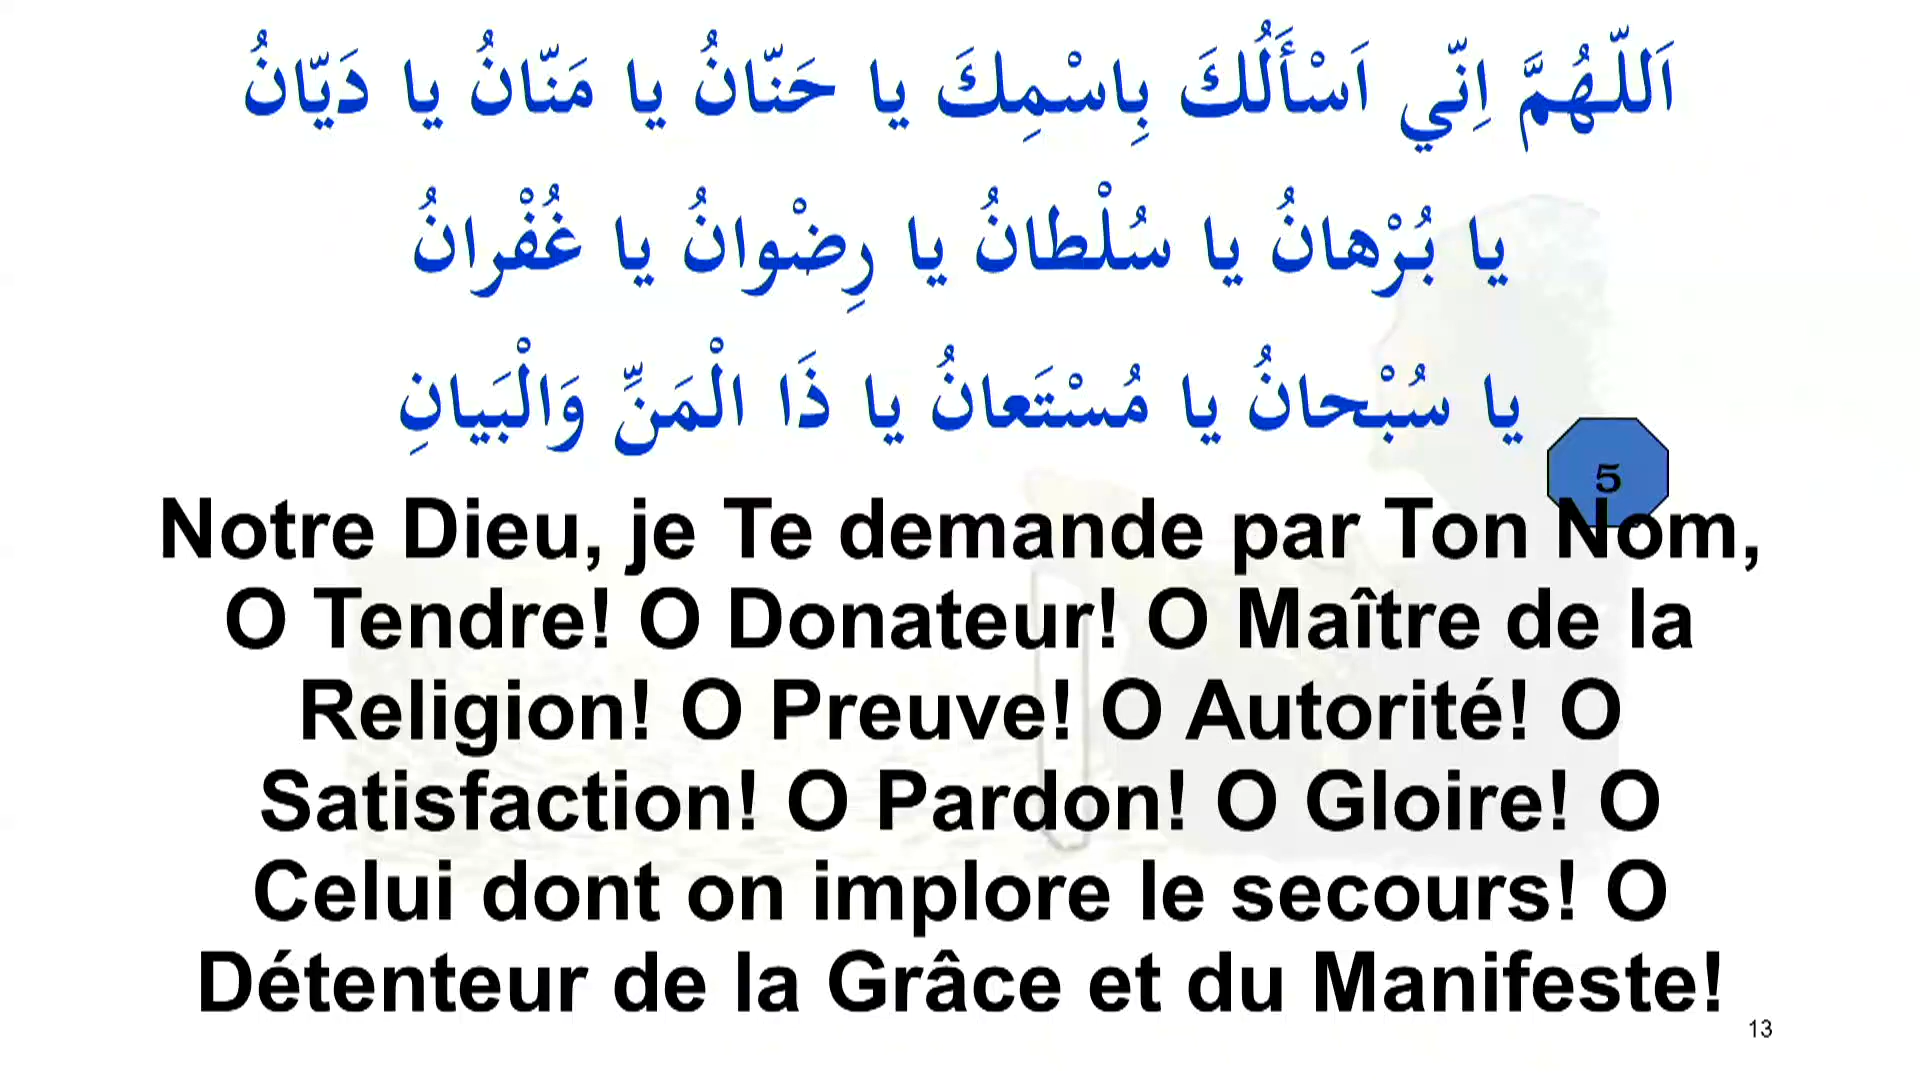 اَللّـهُمَّ اِنّي اَسْأَلُكَ بِاسْمِكَ يا حَنّانُ يا مَنّانُ يا دَيّانُ
يا بُرْهانُ يا سُلْطانُ يا رِضْوانُ يا غُفْرانُ
يا سُبْحانُ يا مُسْتَعانُ يا ذَا الْمَنِّ وَالْبَيانِ
5
Notre Dieu, je Te demande par Ton Nom,
O Tendre! O Donateur! O Maître de la
Religion! O Preuve! O Autorité! O
Satisfaction! O Pardon! O Gloire! O
Celui dont on implore le secours! O
Détenteur de la Grâce et du Manifeste!
13